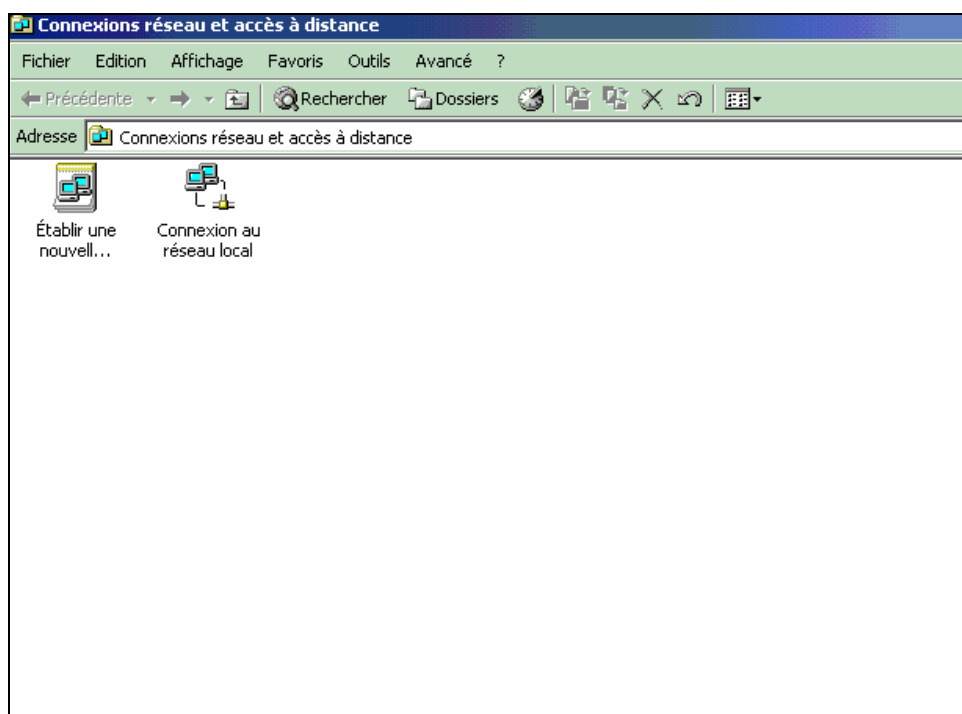 Connexions réseau et accès à distance
Fichier Edition Affichage Favoris Outils Avancé ?
Précédente Rechercher Dossiers
Adresse Connexions réseau et accès à distance
Établir une
nouvell...
Connexion au
réseau local